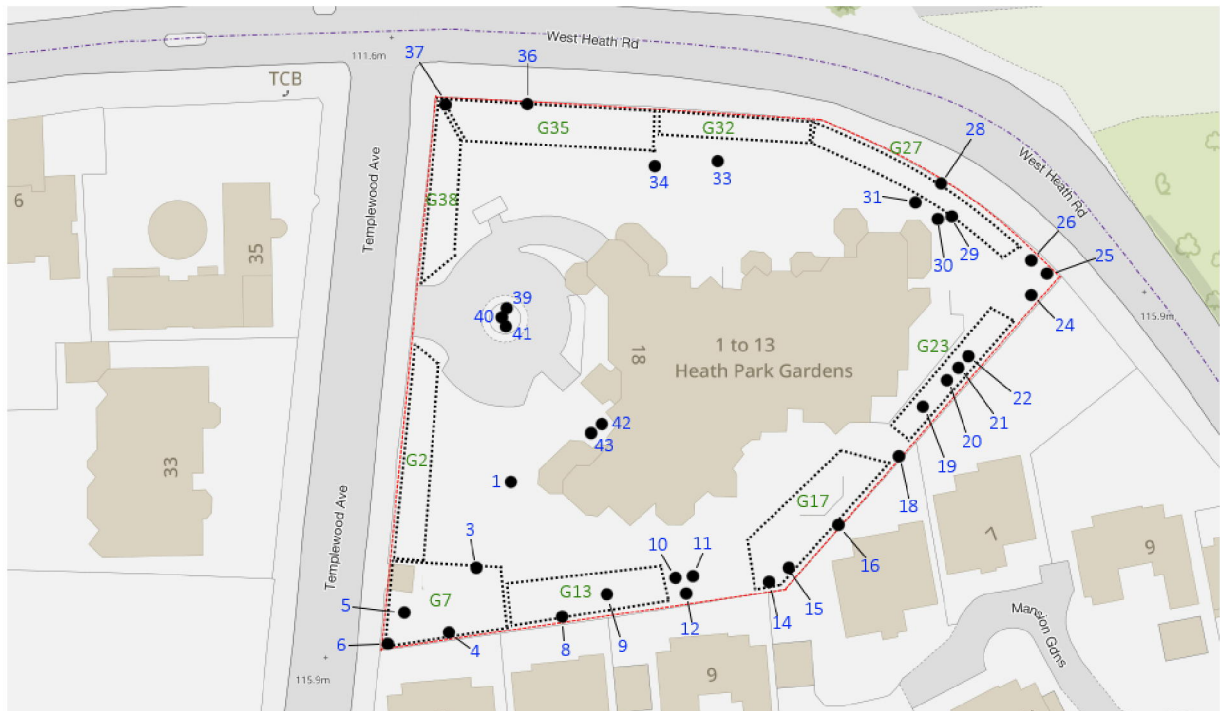 West Heath Rd
37
36
111.6m
TCB
G35
G32
G27
28
34
33
West Heath Rd
6
Templewood Ave
G38
31
26
35
30
29
25
39
40
41
24
115.9m
18
1 to 13
Heath Park Gardens
G23
22
21
20
42
43
19
33
G2
1
G17
18
3
10
11
16
7
9
Templewood Ave
5
G7
G13
15
14
12
6
4
8
9
Mansion Gdns
115.9m
9